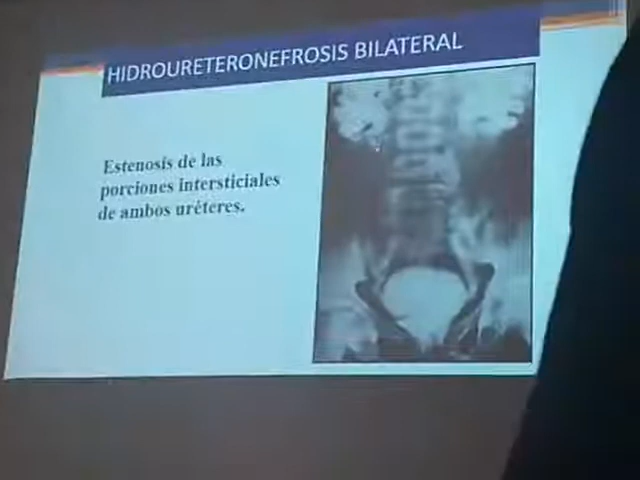 HIDROURETERONEFROSIS BILATERAL
Estenosis de las
porciones intersticiales
de ambos uréteres.